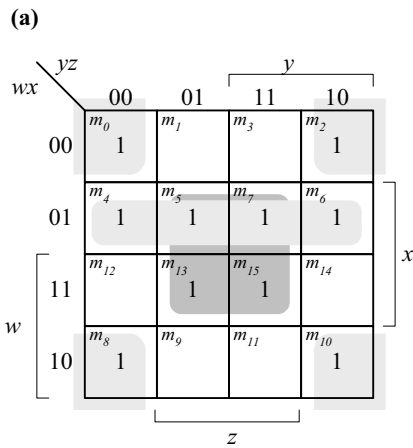 (a)
yz
y
wx
00 01 11 10
m0 m1 m3 m2
00 1 1
m4 m5 m7 m6
01 1 1 1 1
x
m12 m13 m15 m14
11 1 1
w
m8 m9 m11 m10
10 1 1
z